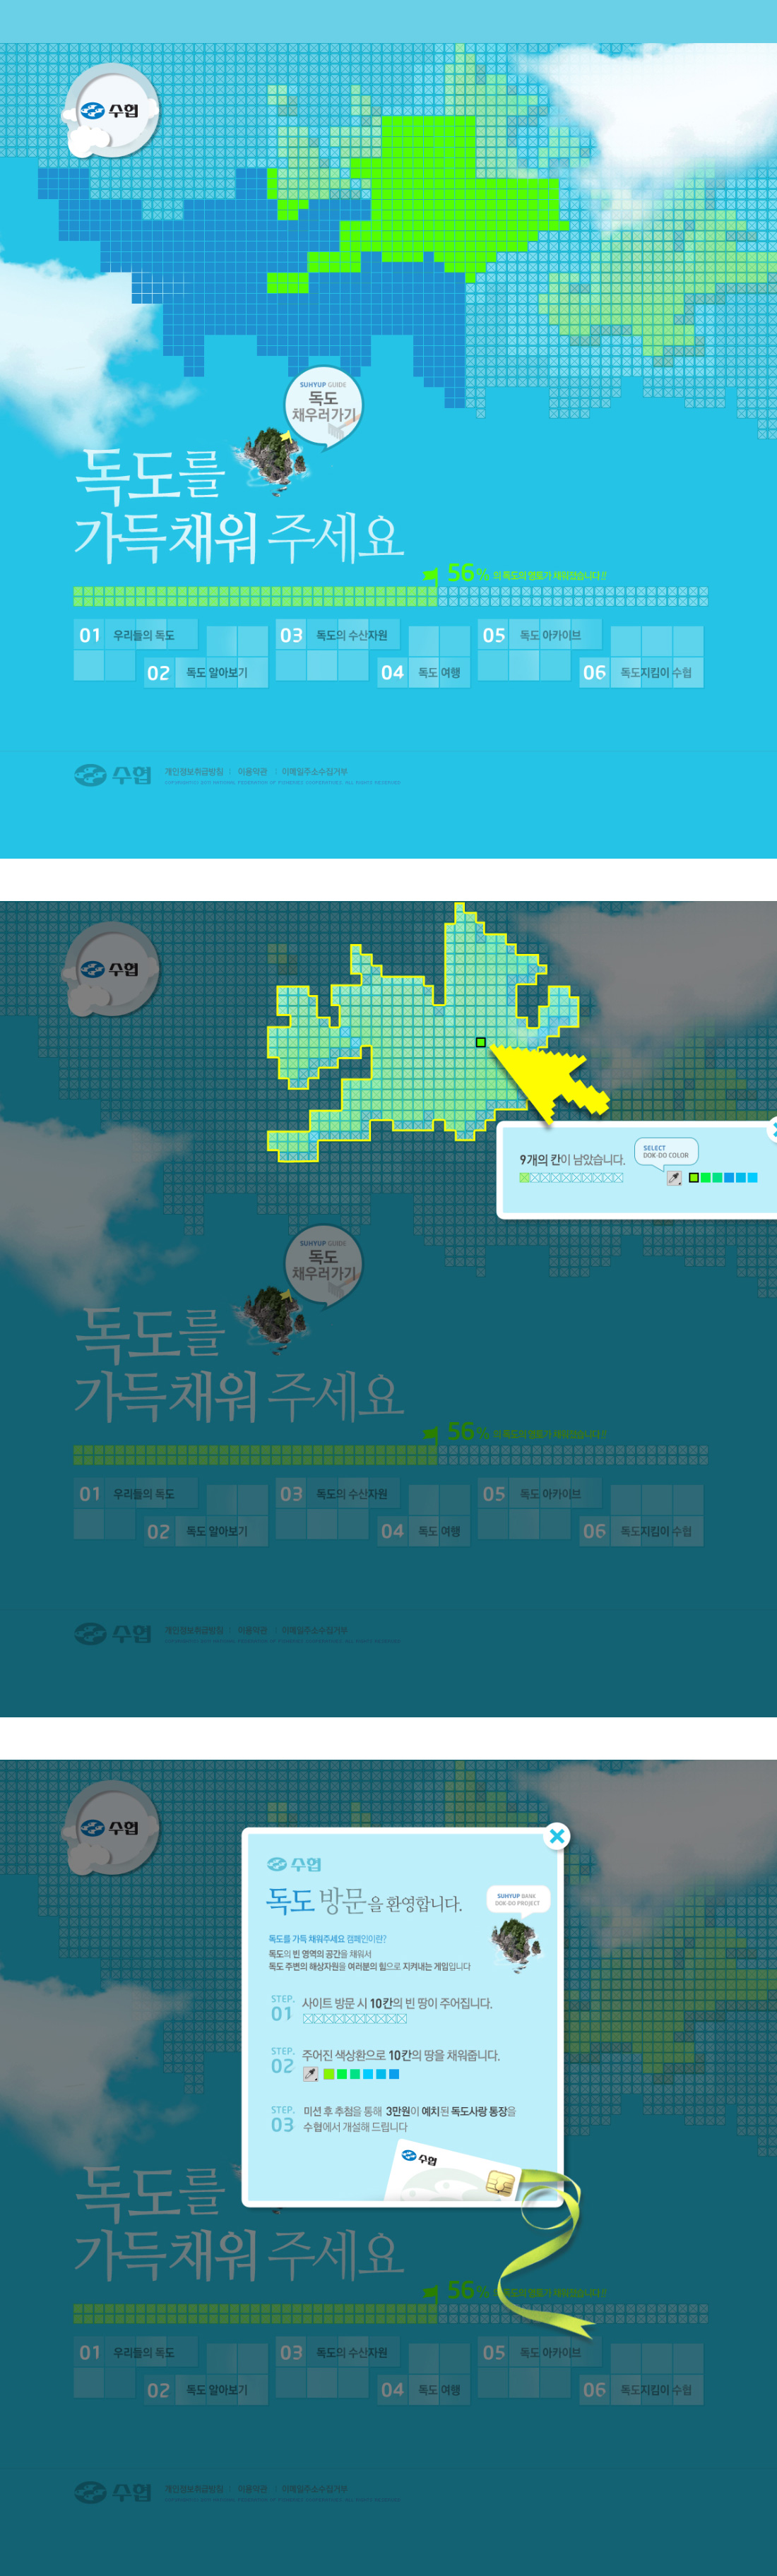 수협
SUHYUP GUIDE
독도
채우러가기
독도를
가득 채워 주세요
56% 의 독도의 영토가 채워졌습니다!!
01 우리들의 독도
02 독도 알아보기
03 독도의 수산자원
04 독도 여행
05 독도 아카이브
06 독도지킴이 수협
수협
개인정보취급방침 | 이용약관 | 이메일주소수집거부
수협
9개의 칸이 남았습니다.
SELECT
DOK-DO COLOR
SUHYUP GUIDE
독도
채우러가기
독도를
가득 채워 주세요
56% 의 독도의 영토가 채워졌습니다!!
01 우리들의 독도
02 독도 알아보기
03 독도의 수산자원
04 독도 여행
05 독도 아카이브
06 독도지킴이 수협
수협
개인정보취급방침 | 이용약관 | 이메일주소수집거부
수협
수협
독도 방문을 환영합니다.
SUHYUP BANK
DOK-DO PROJECT
독도를 가득 채워주세요 캠페인이란?
독도의 빈 영역의 공간을 채워서
독도 주변의 해상자원을 여러분의 힘으로 지켜내는 게임입니다
STEP. 01 사이트 방문 시 10칸의 빈 땅이 주어집니다.
STEP. 02 주어진 색상환으로 10칸의 땅을 채워줍니다.
STEP. 03 미션 후 추첨을 통해 3만원이 예치된 독도사랑 통장을
수협에서 개설해 드립니다
수협
독도를
가득 채워 주세요
56% 독도의 영토가 채워졌습니다!!
01 우리들의 독도
02 독도 알아보기
03 독도의 수산자원
04 독도 여행
05 독도 아카이브
06 독도지킴이 수협
수협
개인정보취급방침 | 이용약관 | 이메일주소수집거부